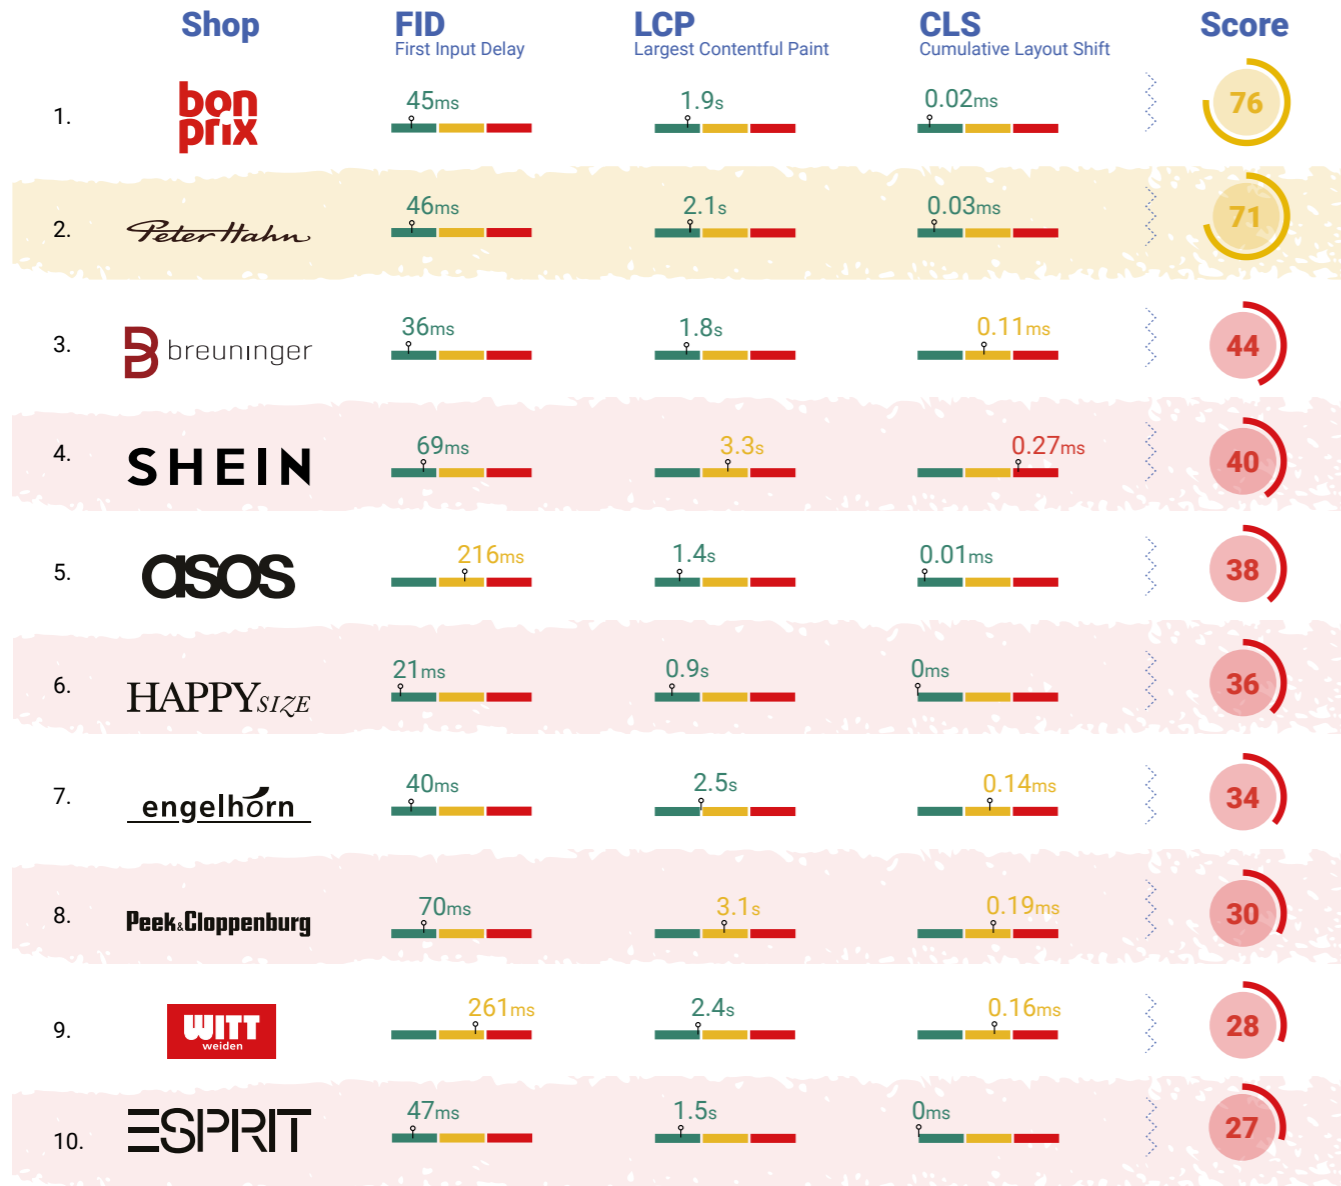 Shop FID LCP CLS Score
First Input Delay Largest Contentful Paint Cumulative Layout Shift
1. bon prix 45ms 1.9s 0.02ms 76
2. Peter Hahn 46ms 2.1s 0.03ms 71
3. B breuninger 36ms 1.8s 0.11ms 44
4. SHEIN 69ms 3.3s 0.27ms 40
5. asos 216ms 1.4s 0.01ms 38
6. HAPPY SIZE 21ms 0.9s 0ms 36
7. engelhorn 40ms 2.5s 0.14ms 34
8. Peek&Cloppenburg 70ms 3.1s 0.19ms 30
9. WITT weiden 261ms 2.4s 0.16ms 28
10. ESPRIT 47ms 1.5s 0ms 27